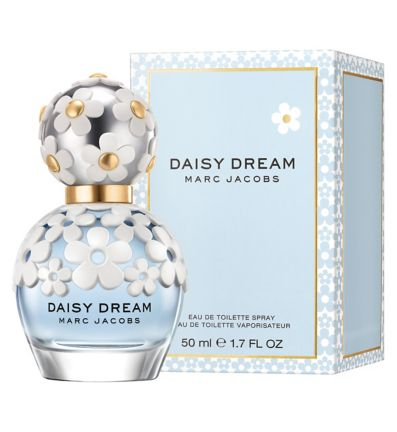 DAISY DREAM
MARC JACOBS
DAISY DREAM
MARC JACOBS
EAU DE TOILETTE SPRAY
EAU DE TOILETTE VAPORISATEUR
50 ml e 1.7 FL OZ